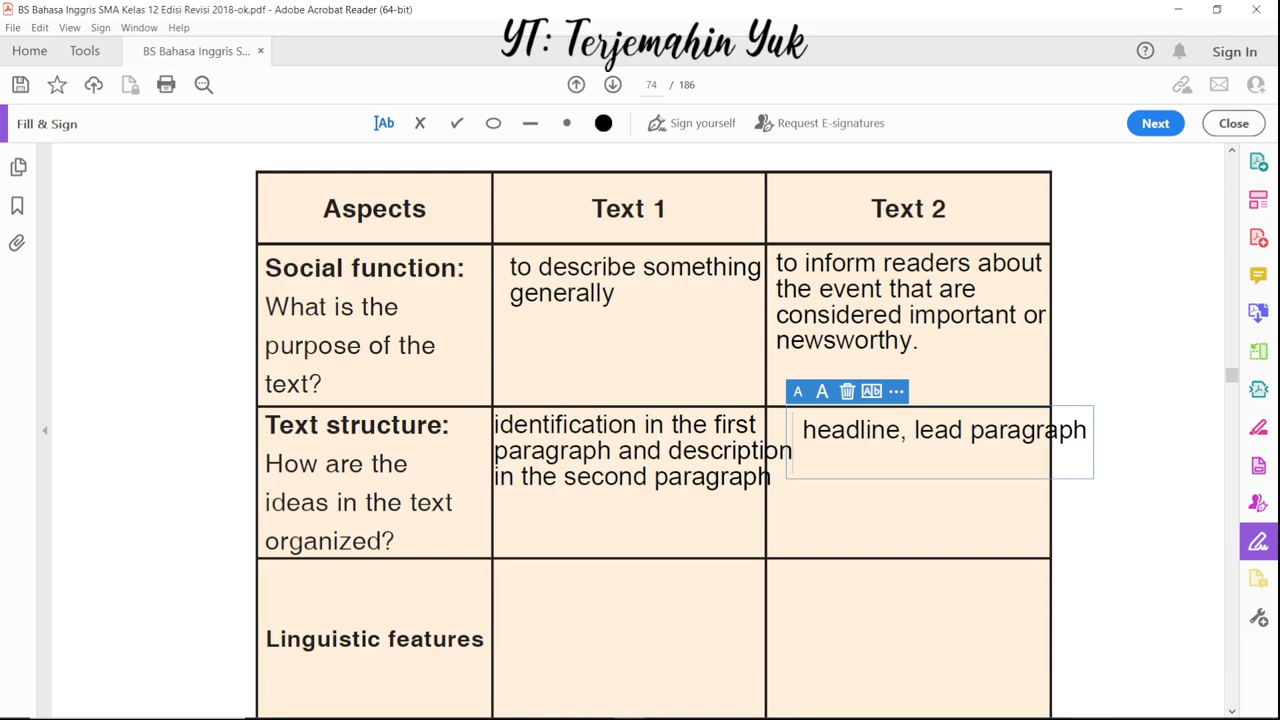 BS Bahasa Inggris SMA Kelas 12 Edisi Revisi 2018-ok.pdf - Adobe Acrobat Reader (64-bit)
YT: Terjemahin Yuk
File Edit View Sign Window Help
Home Tools BS Bahasa Inggris S... × Sign In
74 / 186
Fill & Sign Ab Sign yourself Request E-signatures Next Close
Aspects Text 1 Text 2
Social function:
What is the
purpose of the
text?
to describe something
generally
to inform readers about
the event that are
considered important or
newsworthy.
A A Ab
Text structure:
How are the
ideas in the text
organized?
identification in the first
paragraph and description
in the second paragraph
headline, lead paragraph
Linguistic features